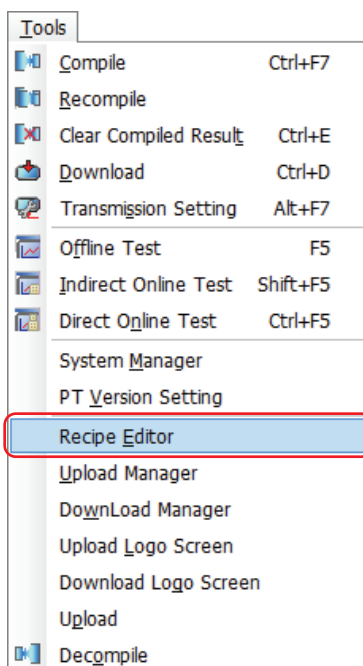 Tools
Compile Ctrl+F7
Recompile
Clear Compiled Result Ctrl+E
Download Ctrl+D
Transmission Setting Alt+F7
Offline Test F5
Indirect Online Test Shift+F5
Direct Online Test Ctrl+F5
System Manager
PT Version Setting
Recipe Editor
Upload Manager
DownLoad Manager
Upload Logo Screen
Download Logo Screen
Upload
Decompile